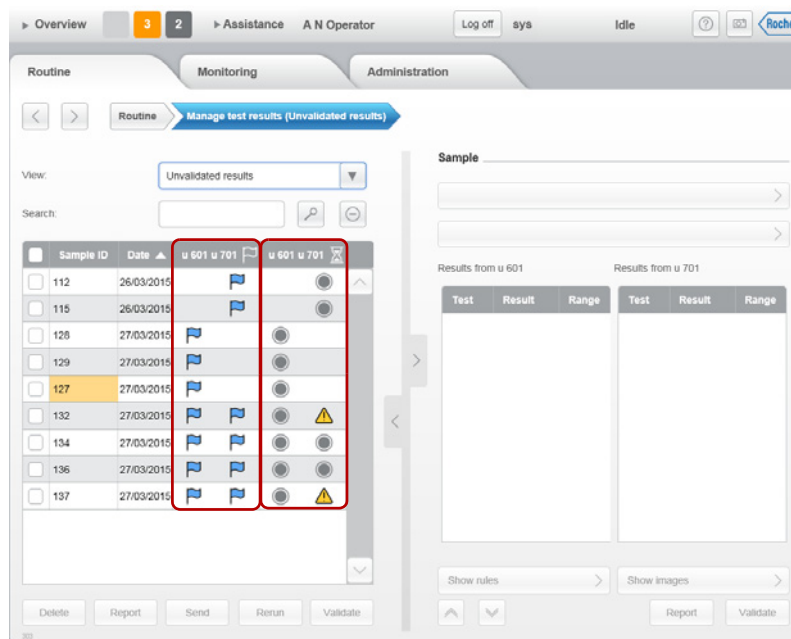 Overview 3 2 Assistance A N Operator Log off sys Idle Roche
Routine Monitoring Administration
Routine Manage test results (Unvalidated results)
View: Unvalidated results
Search:
Sample ID Date u 601 u 701 u 601 u 701
112 26/03/2015
115 26/03/2015
128 27/03/2015
129 27/03/2015
127 27/03/2015
132 27/03/2015
134 27/03/2015
136 27/03/2015
137 27/03/2015
Delete Report Send Rerun Validate
Sample
Results from u 601 Results from u 701
Test Result Range Test Result Range
Show rules Show images
Report Validate